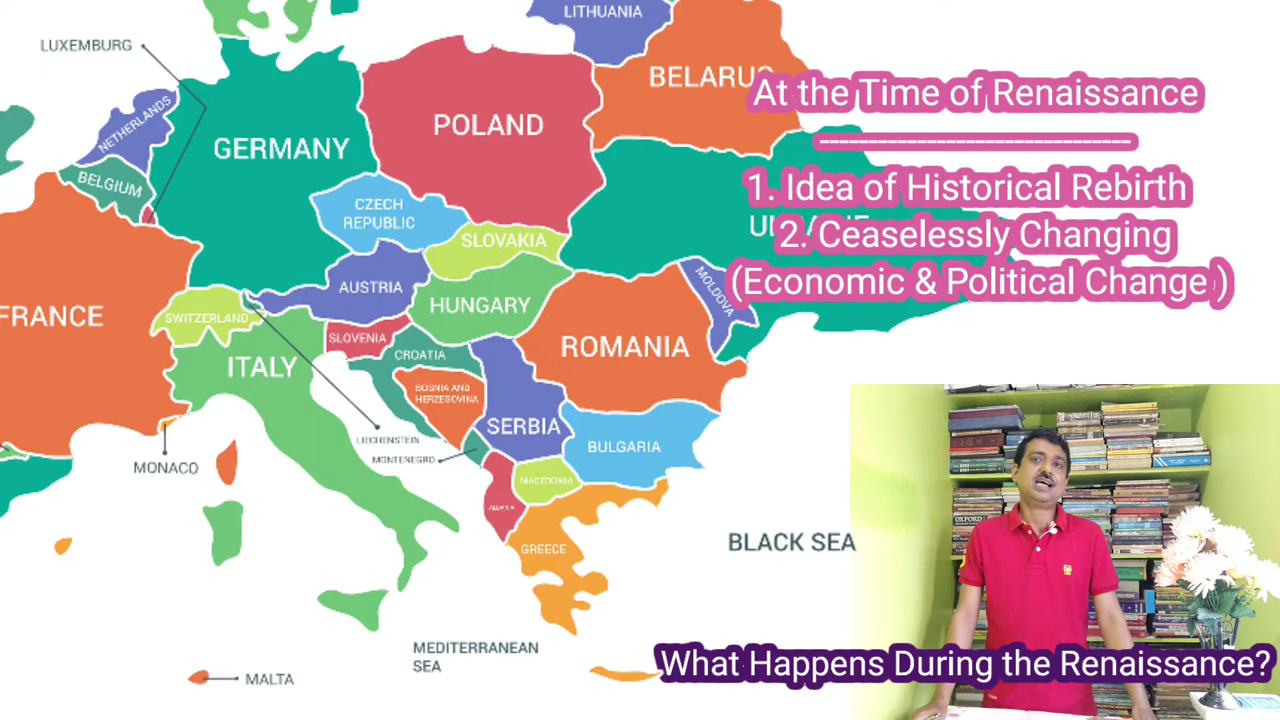 LITHUANIA
LUXEMBURG
BELARUS
At the Time of Renaissance
------------------------------
NETHERLANDS
GERMANY
POLAND
BELGIUM
1. Idea of Historical Rebirth
CZECH
REPUBLIC
2. Ceaselessly Changing
SLOVAKIA
(Economic & Political Change )
AUSTRIA
MOLDOVA
HUNGARY
FRANCE
SWITZERLAND
SLOVENIA
CROATIA
ROMANIA
ITALY
BOSNIA AND
HERZEGOVINA
SERBIA
LIECHENSTEIN
BULGARIA
MONTENEGRO
MONACO
MACEDONIA
OXFORD
BLACK SEA
GREECE
MEDITERRANEAN
SEA
MALTA
What Happens During the Renaissance?